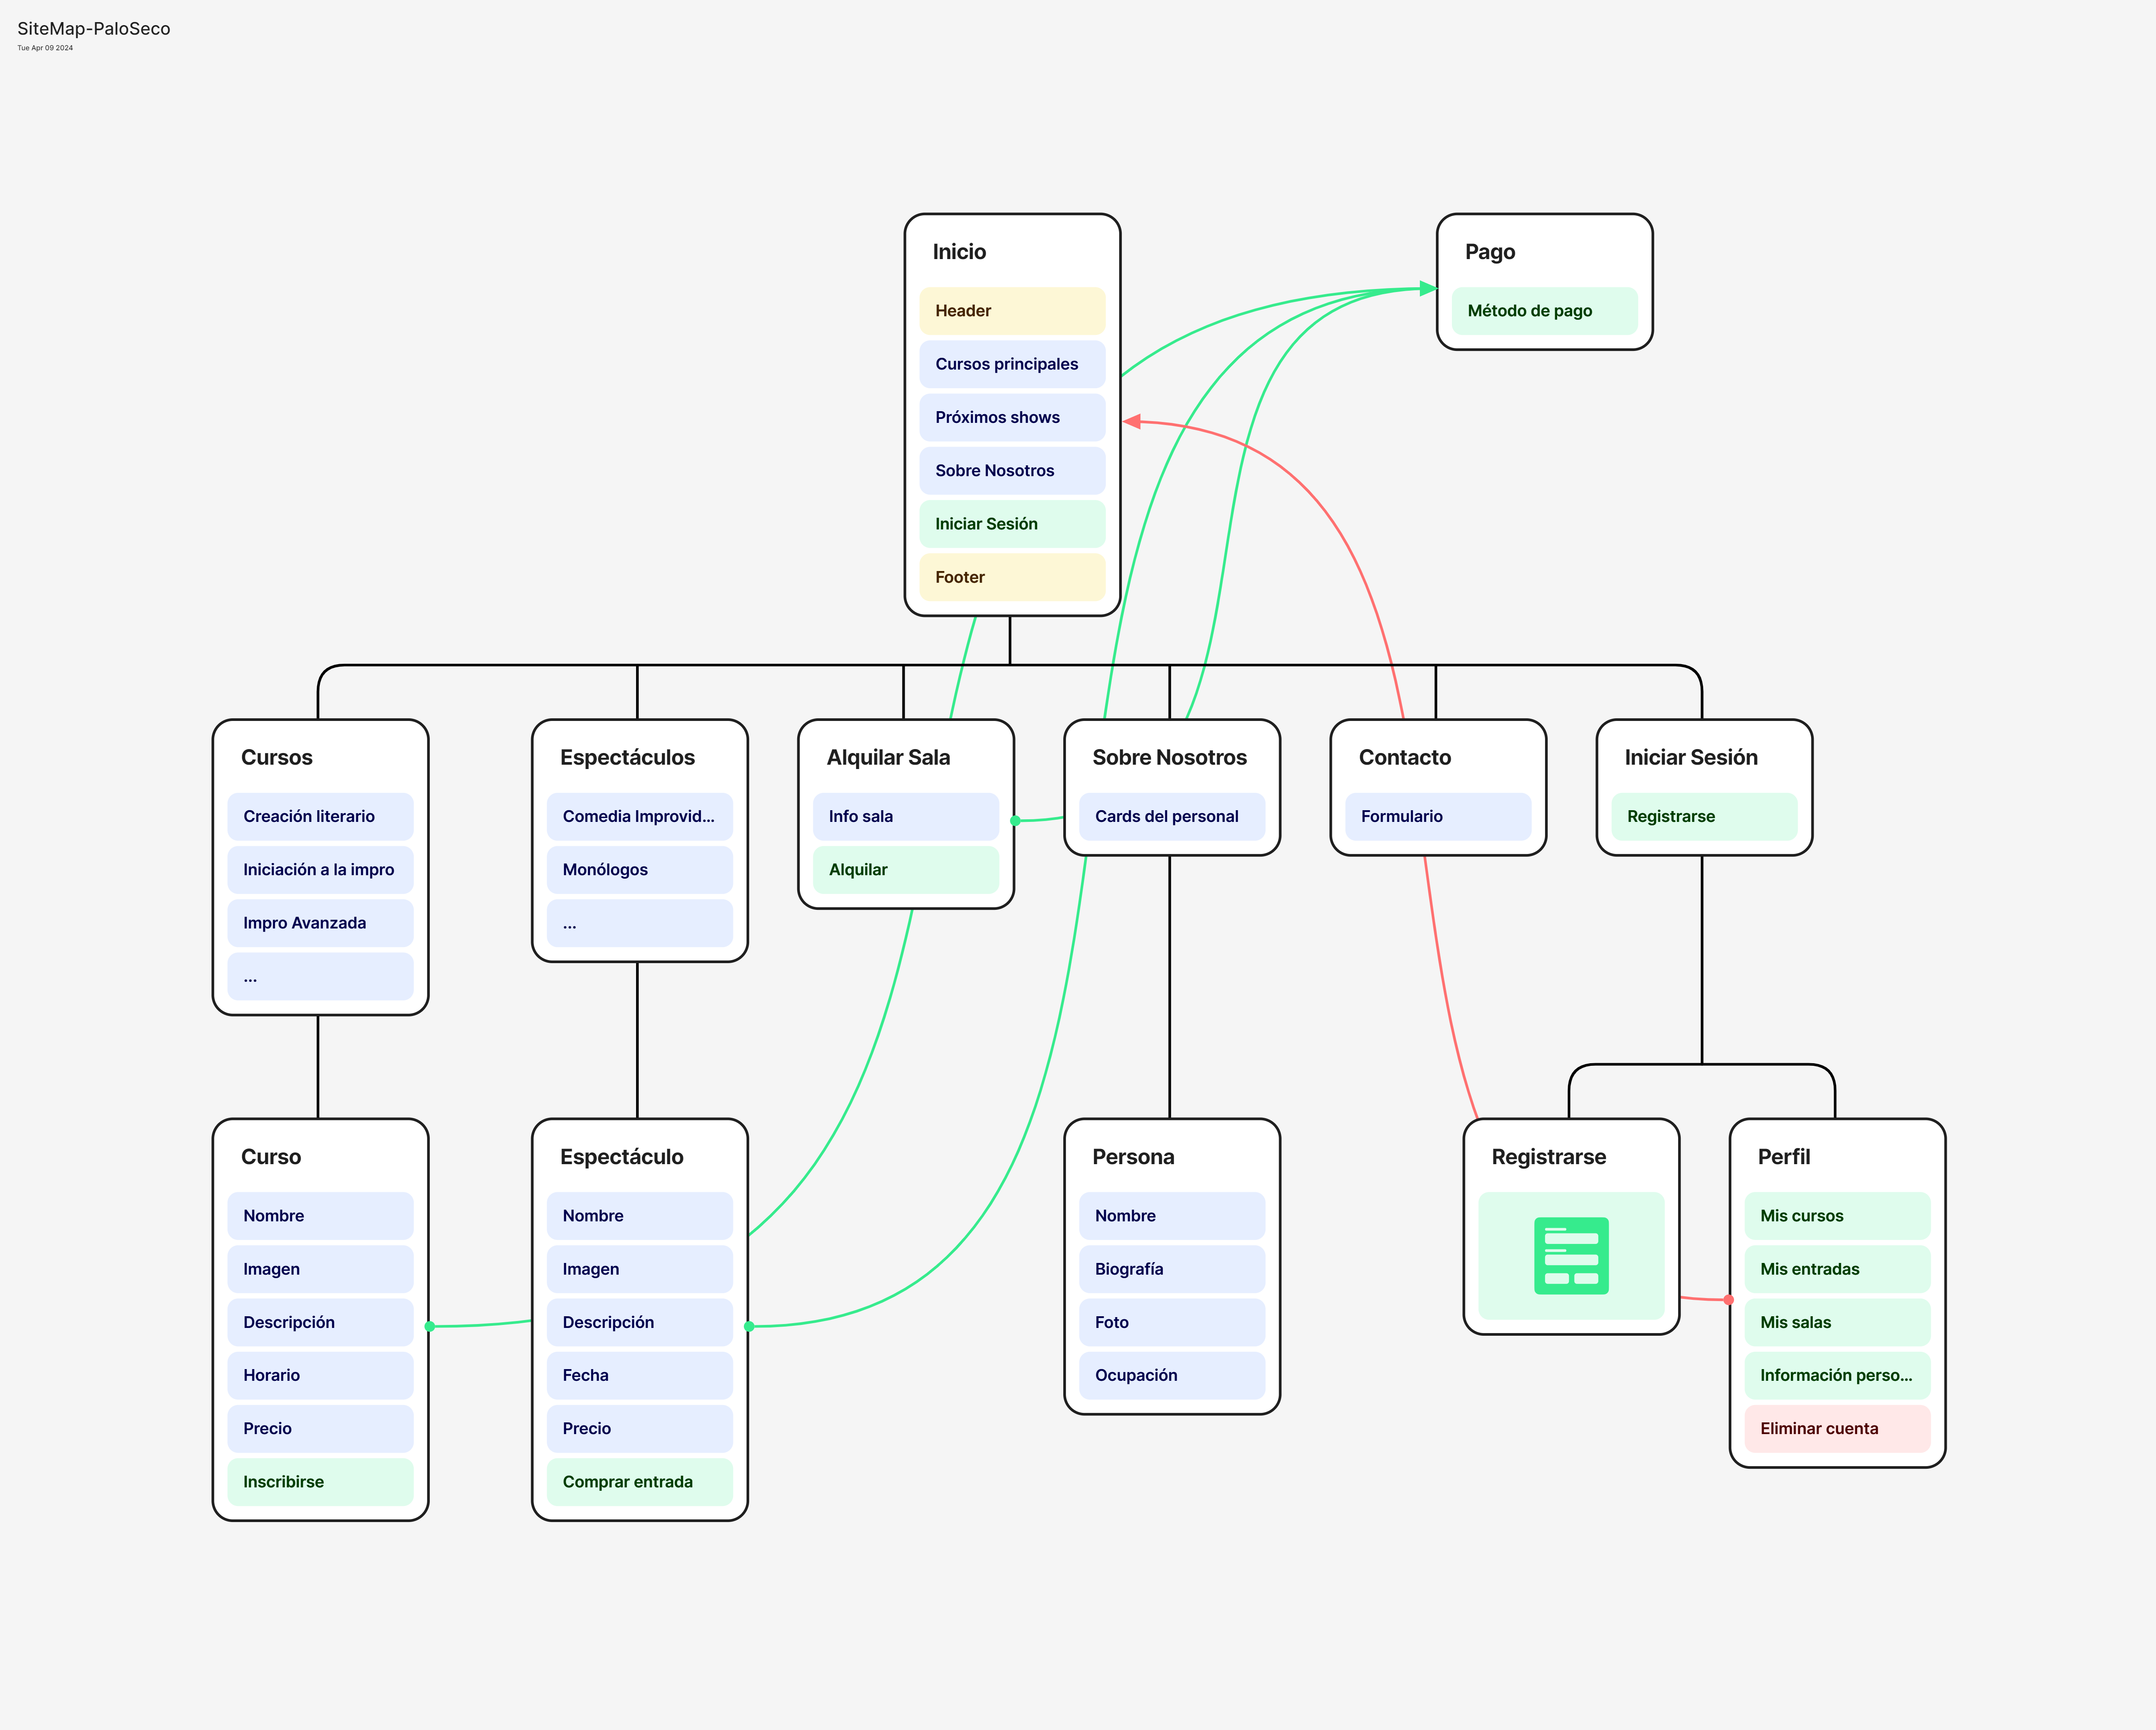 SiteMap-PaloSeco
Tue Apr 09 2024
Inicio
Header
Cursos principales
Próximos shows
Sobre Nosotros
Iniciar Sesión
Footer
Pago
Método de pago
Cursos
Creación literario
Iniciación a la impro
Impro Avanzada
...
Espectáculos
Comedia Improvid...
Monólogos
...
Alquilar Sala
Info sala
Alquilar
Sobre Nosotros
Cards del personal
Contacto
Formulario
Iniciar Sesión
Registrarse
Curso
Nombre
Imagen
Descripción
Horario
Precio
Inscribirse
Espectáculo
Nombre
Imagen
Descripción
Fecha
Precio
Comprar entrada
Persona
Nombre
Biografía
Foto
Ocupación
Registrarse
Perfil
Mis cursos
Mis entradas
Mis salas
Información perso...
Eliminar cuenta